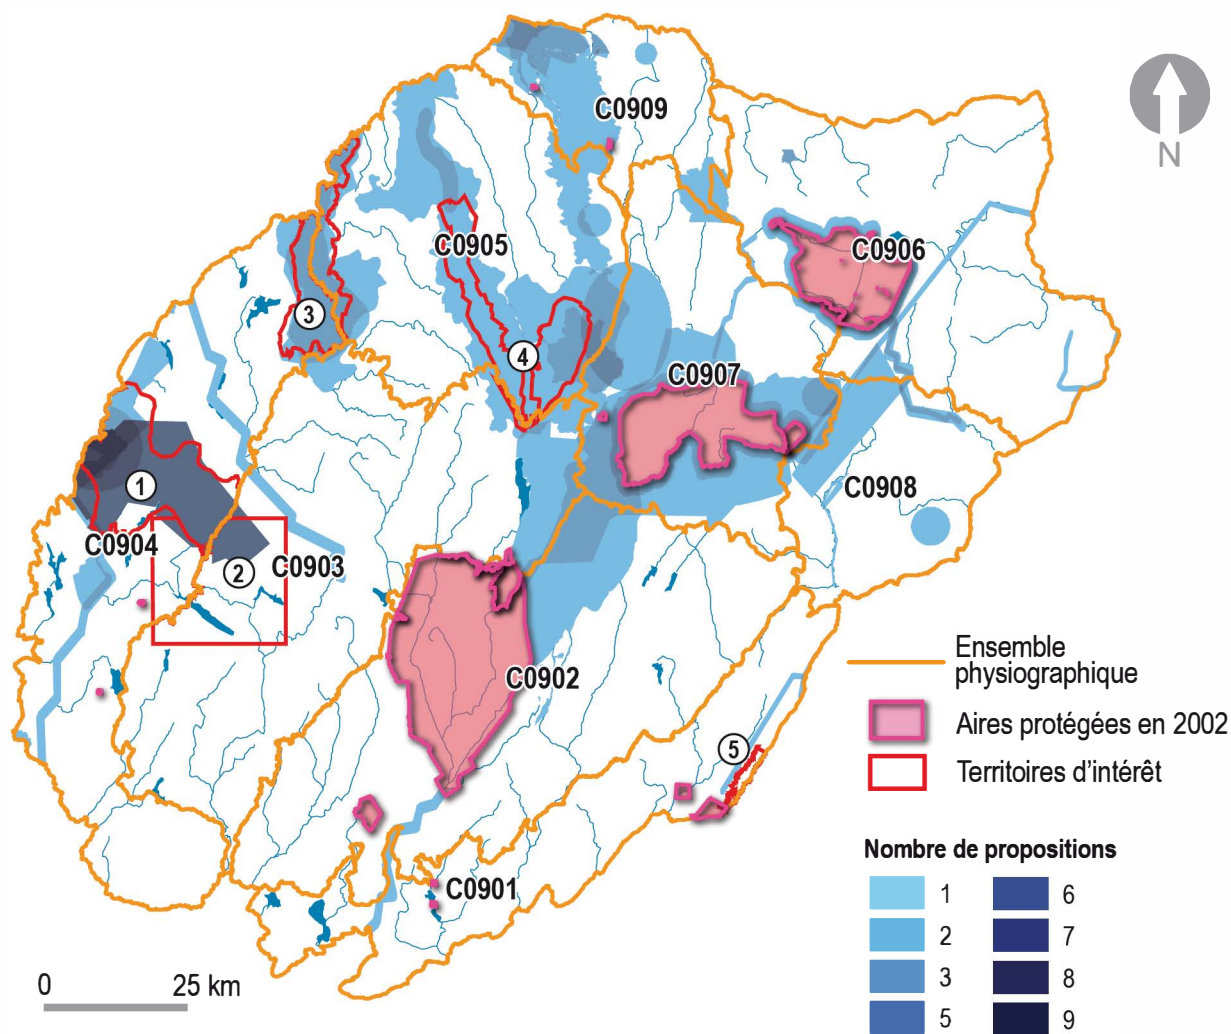 C0909
N
C0905
C0906
3
4
C0907
1
C0908
C0904
2
C0903
Ensemble
physiographique
C0902
Aires protégées en 2002
5
Territoires d'intérêt
Nombre de propositions
C0901
1 6
2 7
0 25 km
3 8
5 9